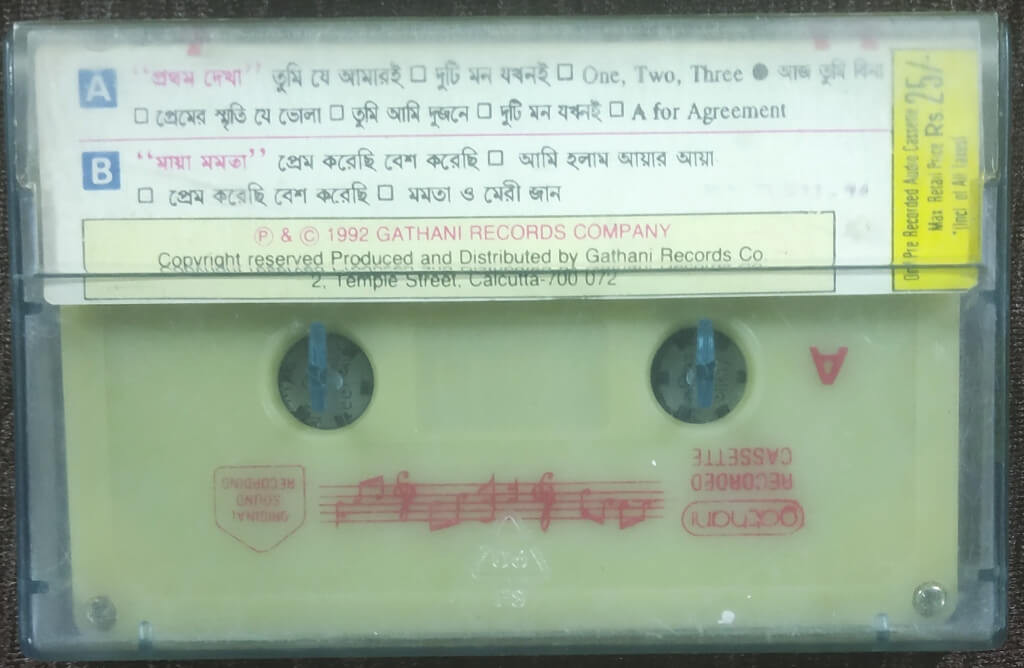 A "প্রথম দেখা" তুমি যে আমারই □ দুটি মন যখনই □ One, Two, Three ● আজ তুমি বিনা
□ প্রেমের স্মৃতি যে ভোলা □ তুমি আমি দুজনে □ দুটি মন যখনই □ A for Agreement
B "মায়া মমতা" প্রেম করেছি বেশ করেছি □ আমি হলাম আয়ার আয়া
□ প্রেম করেছি বেশ করেছি □ মমতা ও মেরী জান
Ⓟ & © 1992 GATHANI RECORDS COMPANY
Copyright reserved Produced and Distributed by Gathani Records Co
2, Temple Street, Calcutta-700 072
Pre Recorded Audio Cassette
Max Retail Price Rs 25/-
(Incl of All Taxes)
A
RECORDED
CASSETTE
gathani
ORIGINAL
SOUND
RECORDING